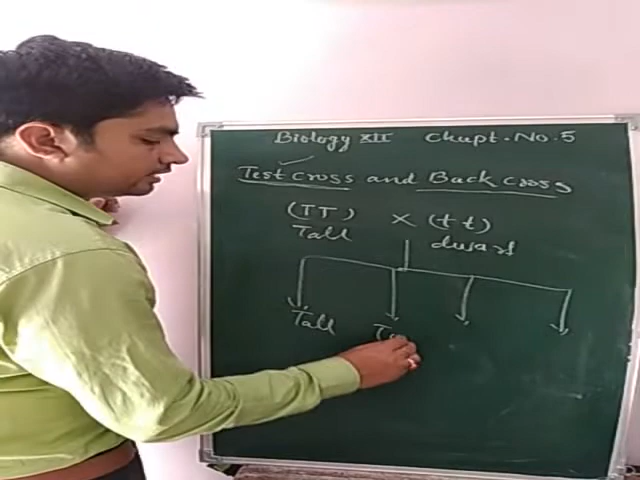 Biology XII Chapt. No. 5
Test cross and Back cross
(TT) × (tt)
Tall dwarf
Tall